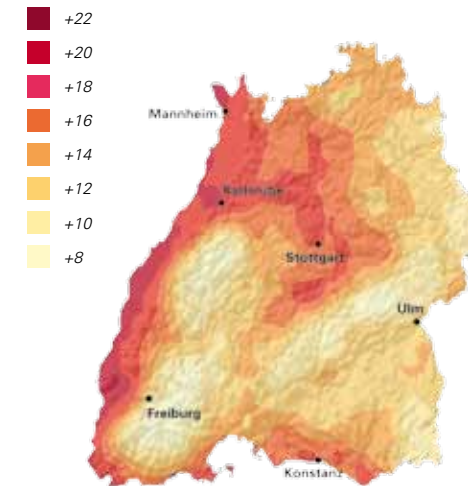 +22
+20
+18
+16
+14
+12
+10
+8
Mannheim
Karlsruhe
Stuttgart
Ulm
Freiburg
Konstanz